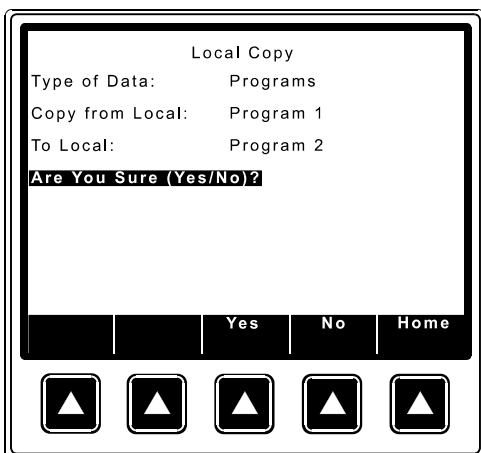 Local Copy
Type of Data: Programs
Copy from Local: Program 1
To Local: Program 2
Are You Sure (Yes/No)?
Yes No Home